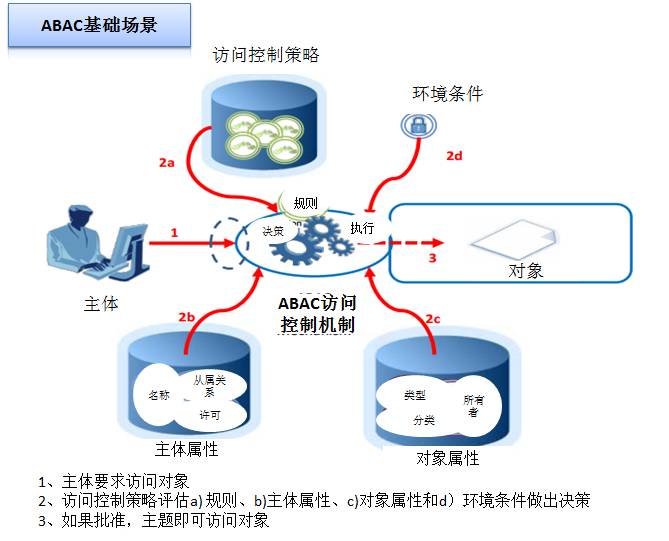 ABAC基础场景
访问控制策略
环境条件
2a
2d
规则
决策
执行
1
3
主体
对象
ABAC访问
控制机制
2b
2c
名称
从属关
系
许可
类型
分类
所有
者
主体属性
对象属性
1、主体要求访问对象
2、访问控制策略评估a) 规则、b)主体属性、c)对象属性和d）环境条件做出决策
3、如果批准，主题即可访问对象